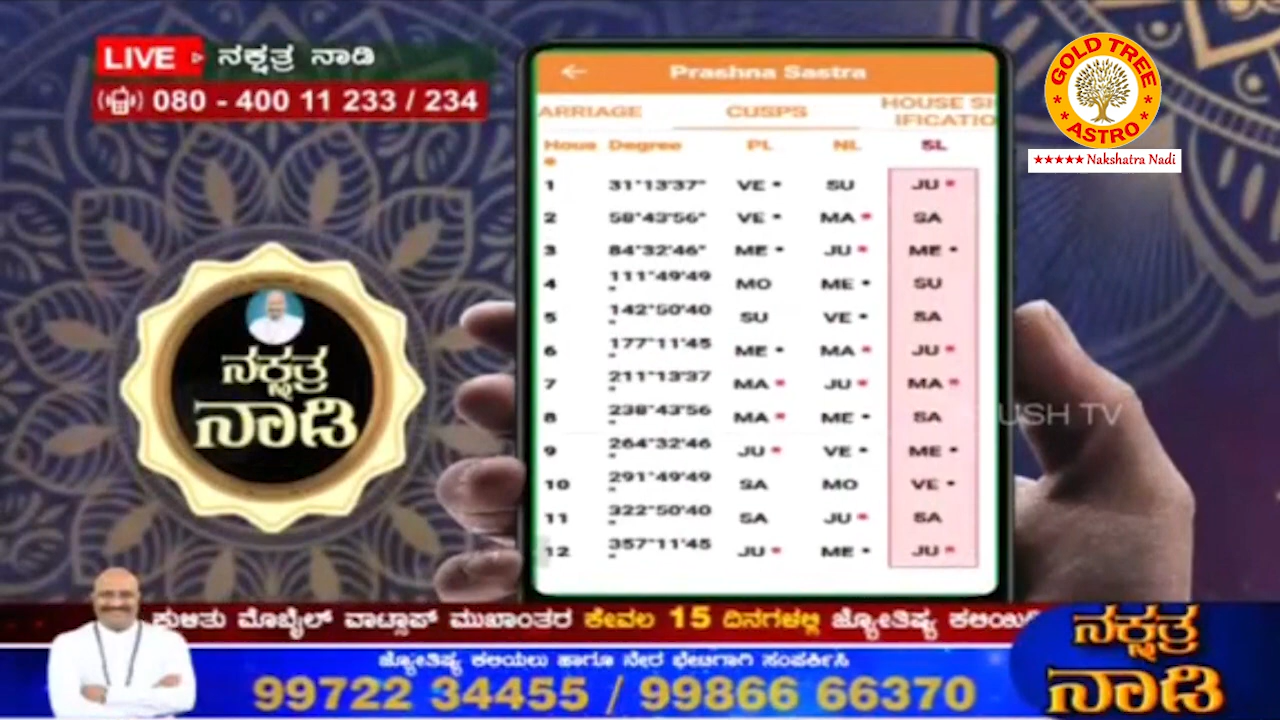 LIVE ನಕ್ಷತ್ರ ನಾಡಿ
080 - 400 11 233 / 234
GOLD TREE
ASTRO
★★★★★ Nakshatra Nadi
← Prashna Sastra
ARRIAGE CUSPS HOUSE SI
IFICATIO
House Degree PL NL SL
1 31°13'37" VE • SU JU •
2 58°43'56" VE • MA • SA
3 84°32'46" ME • JU • ME •
4 111°49'49" MO ME • SU
5 142°50'40" SU VE • SA
6 177°11'45" ME • MA • JU •
7 211°13'37" MA • JU • MA •
8 238°43'56" MA • ME • SA
9 264°32'46" JU • VE • ME •
10 291°49'49" SA MO VE •
11 322°50'40" SA JU • SA
12 357°11'45" JU • ME • JU •
USH TV
ನಕ್ಷತ್ರ
ನಾಡಿ
ಕುಳಿತು ಮೊಬೈಲ್ ವಾಟ್ಸಾಪ್ ಮುಖಾಂತರ ಕೇವಲ 15 ದಿನಗಳಲ್ಲಿ ಜ್ಯೋತಿಷ್ಯ
ಜ್ಯೋತಿಷ್ಯ ಕಲಿಯಲು ಹಾಗೂ ನೇರ ಭೇಟಿಗಾಗಿ ಸಂಪರ್ಕಿಸಿ
99722 34455 / 99866 66370
ನಕ್ಷತ್ರ
ನಾಡಿ